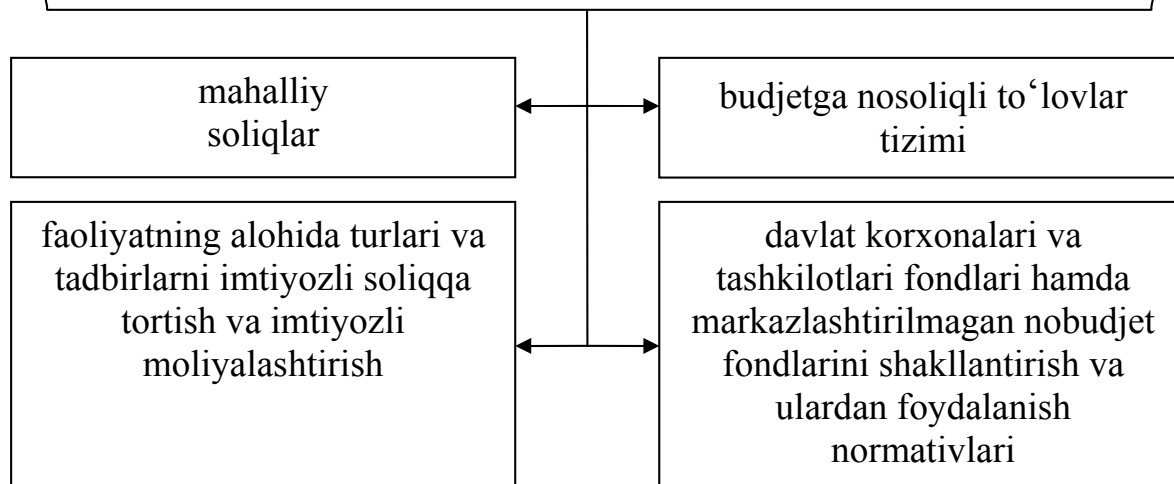 mahalliy
soliqlar
budjetga nosoliqli to‘lovlar
tizimi
faoliyatning alohida turlari va
tadbirlarni imtiyozli soliqqa
tortish va imtiyozli
moliyalashtirish
davlat korxonalari va
tashkilotlari fondlari hamda
markazlashtirilmagan nobudjet
fondlarini shakllantirish va
ulardan foydalanish
normativlari